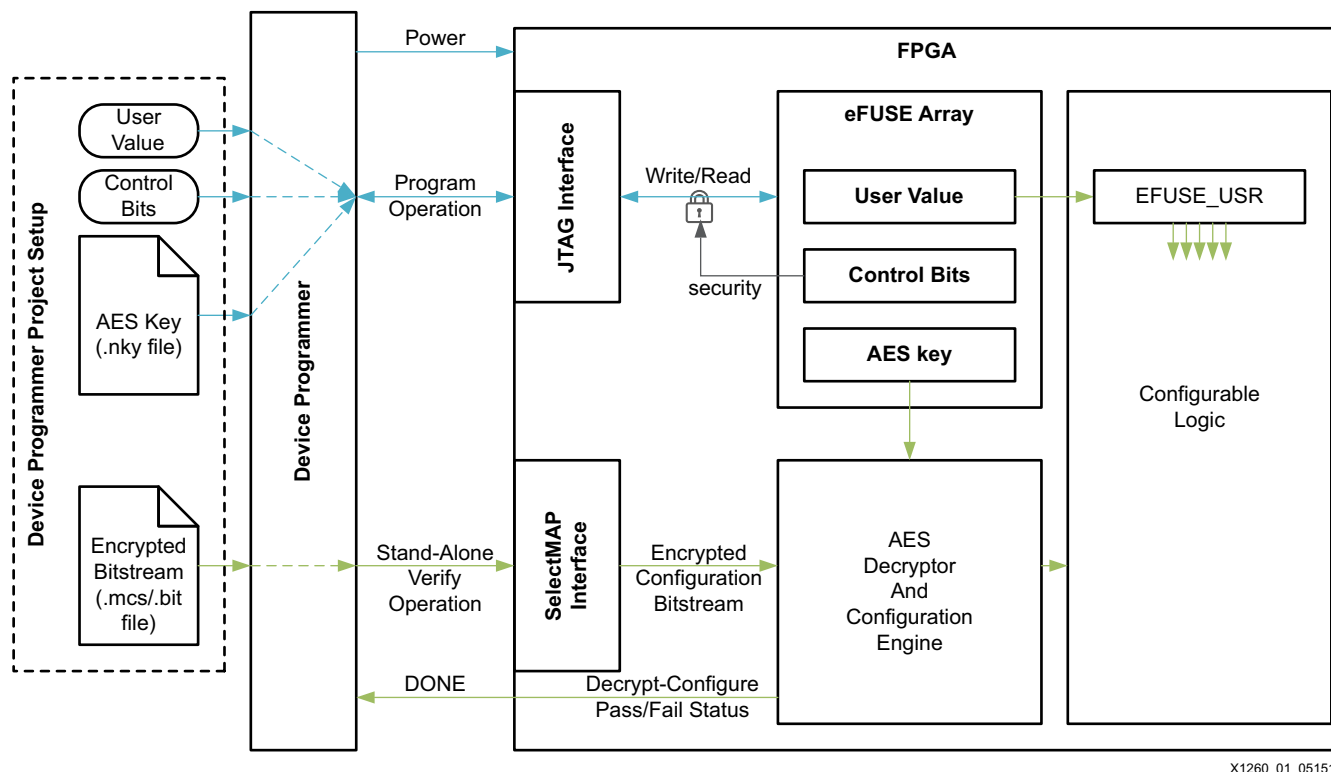 Power
FPGA
Device Programmer Project Setup
User
Value
Control
Bits
AES Key
(.nky file)
Encrypted
Bitstream
(.mcs/.bit
file)
Device Programmer
Program
Operation
Stand-Alone
Verify
Operation
DONE
JTAG Interface
SelectMAP
Interface
Write/Read
security
Encrypted
Configuration
Bitstream
Decrypt-Configure
Pass/Fail Status
eFUSE Array
User Value
Control Bits
AES key
AES
Decryptor
And
Configuration
Engine
EFUSE_USR
Configurable
Logic
X1260_01_05151